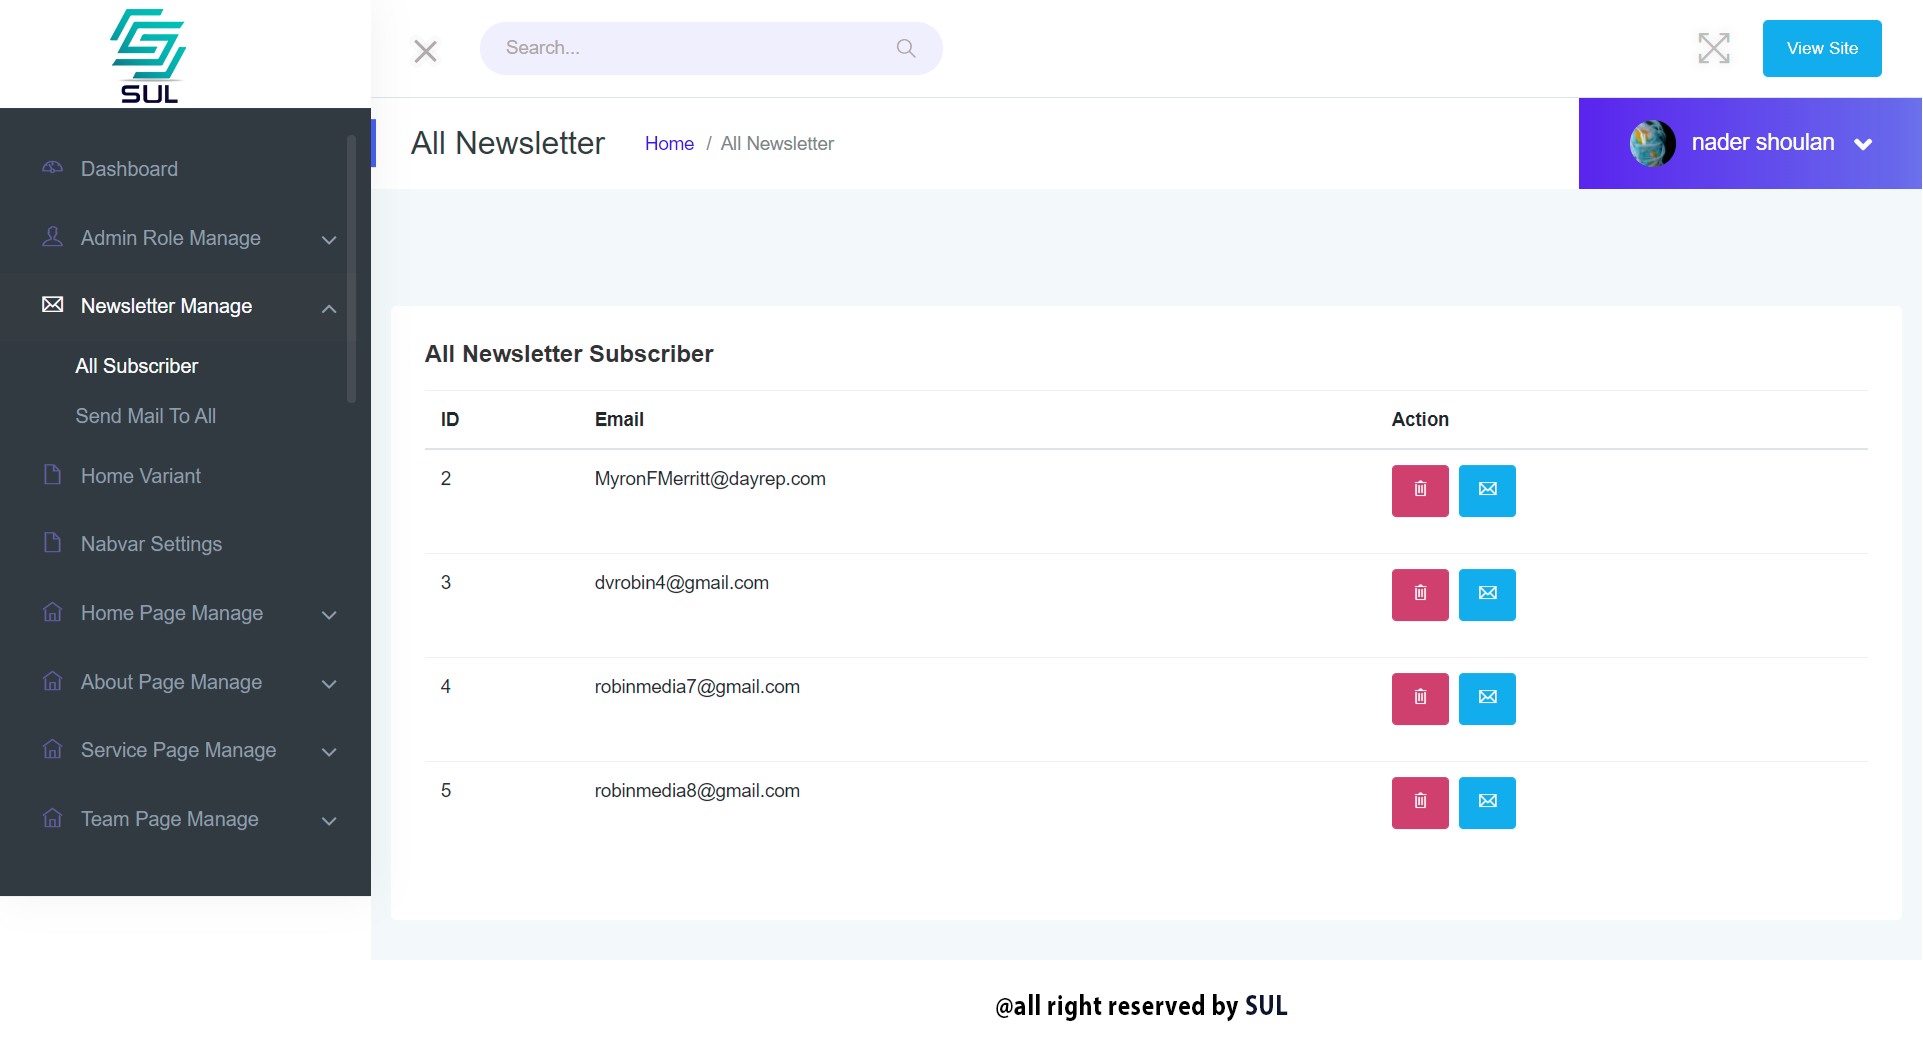 SUL
Search...
View Site
All Newsletter
Home / All Newsletter
nader shoulan
Dashboard
Admin Role Manage
Newsletter Manage
All Subscriber
Send Mail To All
Home Variant
Nabvar Settings
Home Page Manage
About Page Manage
Service Page Manage
Team Page Manage
All Newsletter Subscriber
ID Email Action
2 MyronFMerritt@dayrep.com
3 dvrobin4@gmail.com
4 robinmedia7@gmail.com
5 robinmedia8@gmail.com
@all right reserved by SUL